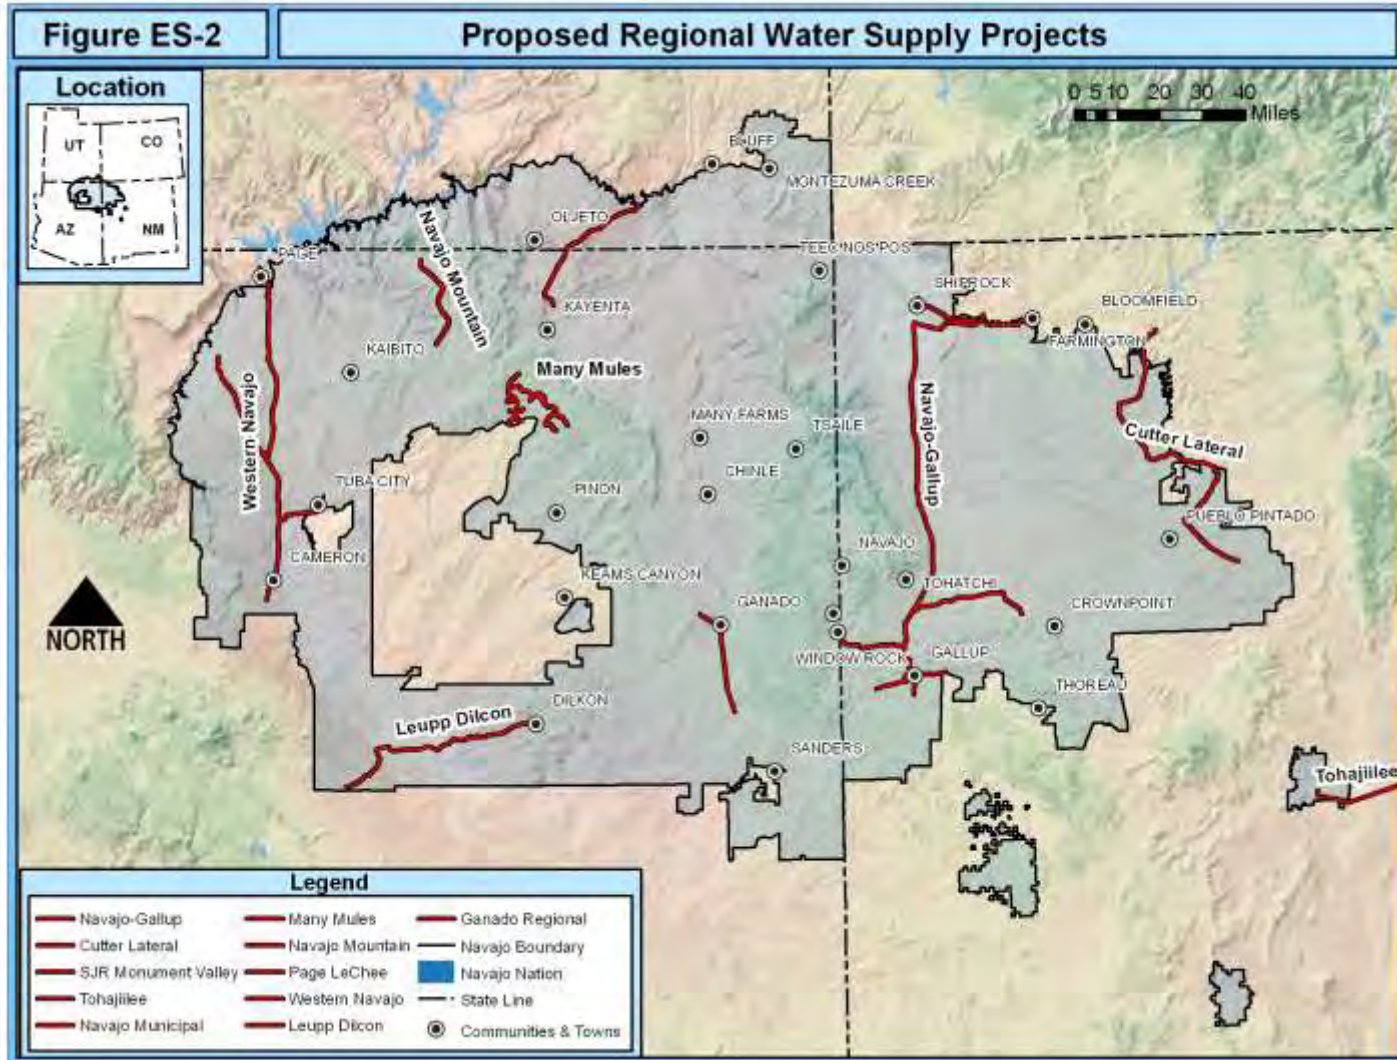 Figure ES-2
Proposed Regional Water Supply Projects
Location
UT
CO
AZ
NM
0 5 10 20 30 40
Miles
BLUFF
MONTEZUMA CREEK
OLJETO
Navajo Mountain
PAGE
TEEC NOS POS
SHIPROCK
BLOOMFIELD
KAYENTA
FARMINGTON
KAIBITO
Many Mules
Western Navajo
MANY FARMS
TSAILE
Navajo-Gallup
Cutter Lateral
CHINLE
TUBA CITY
PINON
PUEBLO PINTADO
CAMERON
NAVAJO
KEAMS CANYON
TOHATCHI
GANADO
CROWNPOINT
NORTH
WINDOW ROCK
GALLUP
THOREAU
DILKON
Leupp Dilcon
SANDERS
Tohajiilee
Legend
Navajo-Gallup
Cutter Lateral
SJR Monument Valley
Tohajiilee
Navajo Municipal
Many Mules
Navajo Mountain
Page LeChee
Western Navajo
Leupp Dilcon
Ganado Regional
Navajo Boundary
Navajo Nation
State Line
Communities & Towns